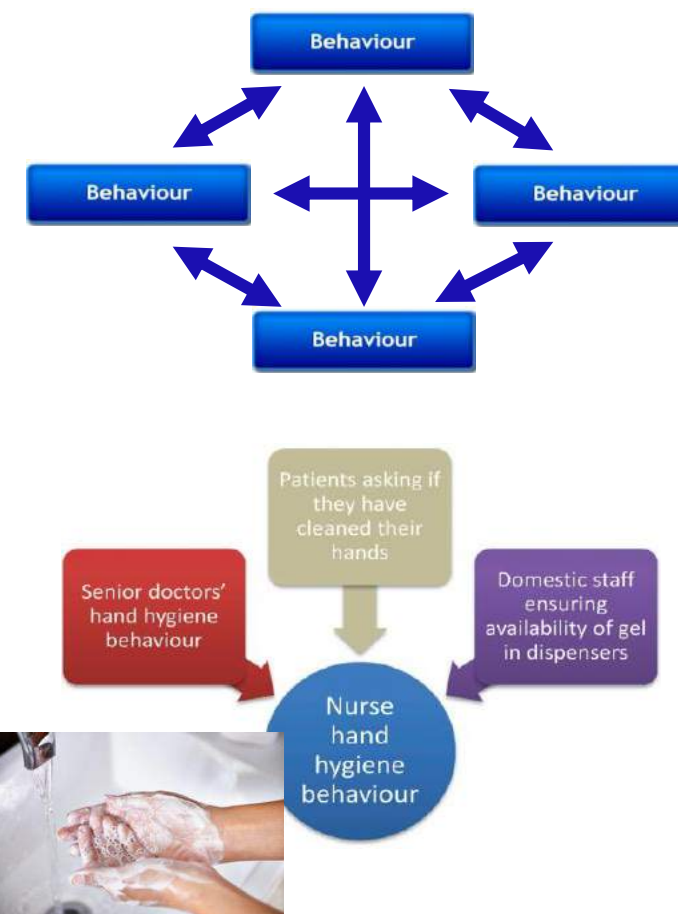 Behaviour
Behaviour
Behaviour
Behaviour
Patients asking if
they have
cleaned their
hands
Senior doctors'
hand hygiene
behaviour
Domestic staff
ensuring
availability of gel
in dispensers
Nurse
hand
hygiene
behaviour